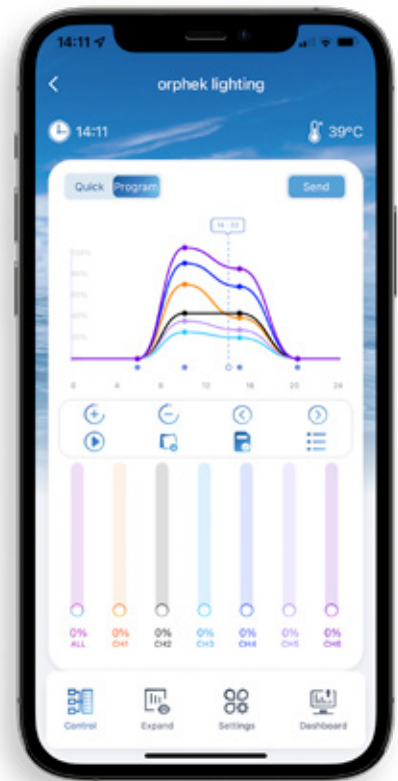 14:11
orphek lighting
14:11 39°C
Quick Program Send
100%
80%
60%
40%
20%
0 4 8 12 16 20 24
0% 0% 0% 0% 0% 0% 0%
ALL CH1 CH2 CH3 CH4 CH5 CH6
Control Expand Settings Dashboard